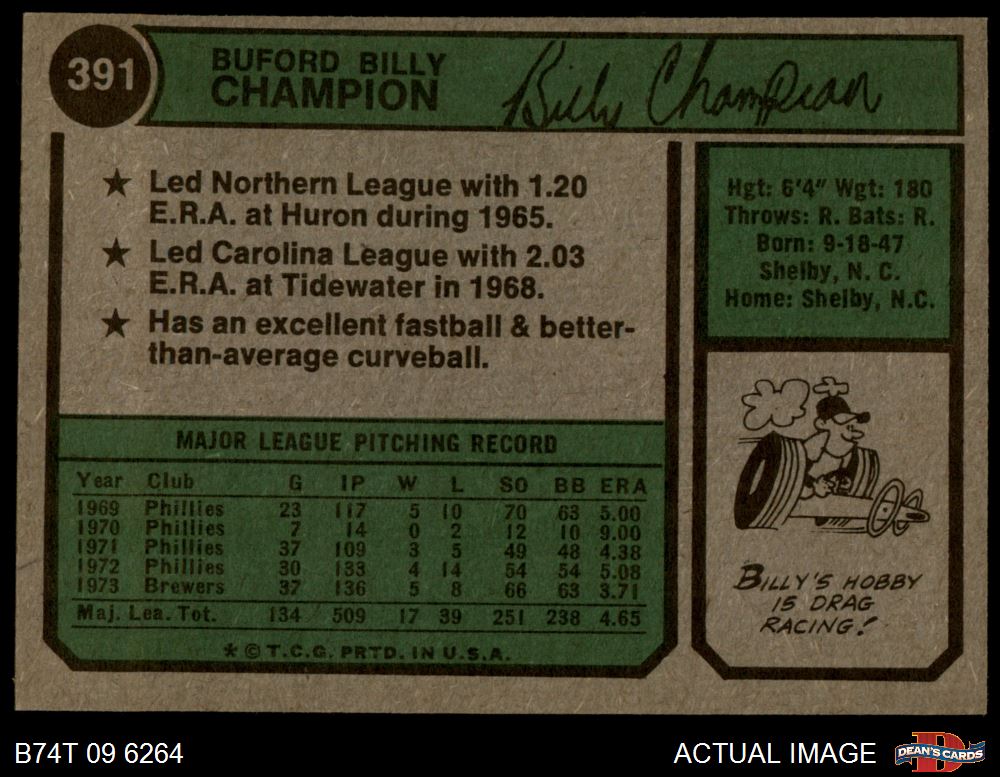 391
BUFORD BILLY
CHAMPION
Billy Champion
★ Led Northern League with 1.20
E.R.A. at Huron during 1965.
★ Led Carolina League with 2.03
E.R.A. at Tidewater in 1968.
★ Has an excellent fastball & better-
than-average curveball.
Hgt: 6'4" Wgt: 180
Throws: R. Bats: R.
Born: 9-18-47
Shelby, N. C.
Home: Shelby, N.C.
MAJOR LEAGUE PITCHING RECORD
Year Club G IP W L SO BB ERA
1969 Phillies 23 117 5 10 70 63 5.00
1970 Phillies 7 14 0 2 12 10 9.00
1971 Phillies 37 109 3 5 49 48 4.38
1972 Phillies 30 133 4 14 54 54 5.08
1973 Brewers 37 136 5 8 66 63 3.71
Maj. Lea. Tot. 134 509 17 39 251 238 4.65
* © T.C.G. PRTD. IN U.S.A.
BILLY'S HOBBY
IS DRAG
RACING!
B74T 09 6264
ACTUAL IMAGE
DEAN'S CARDS